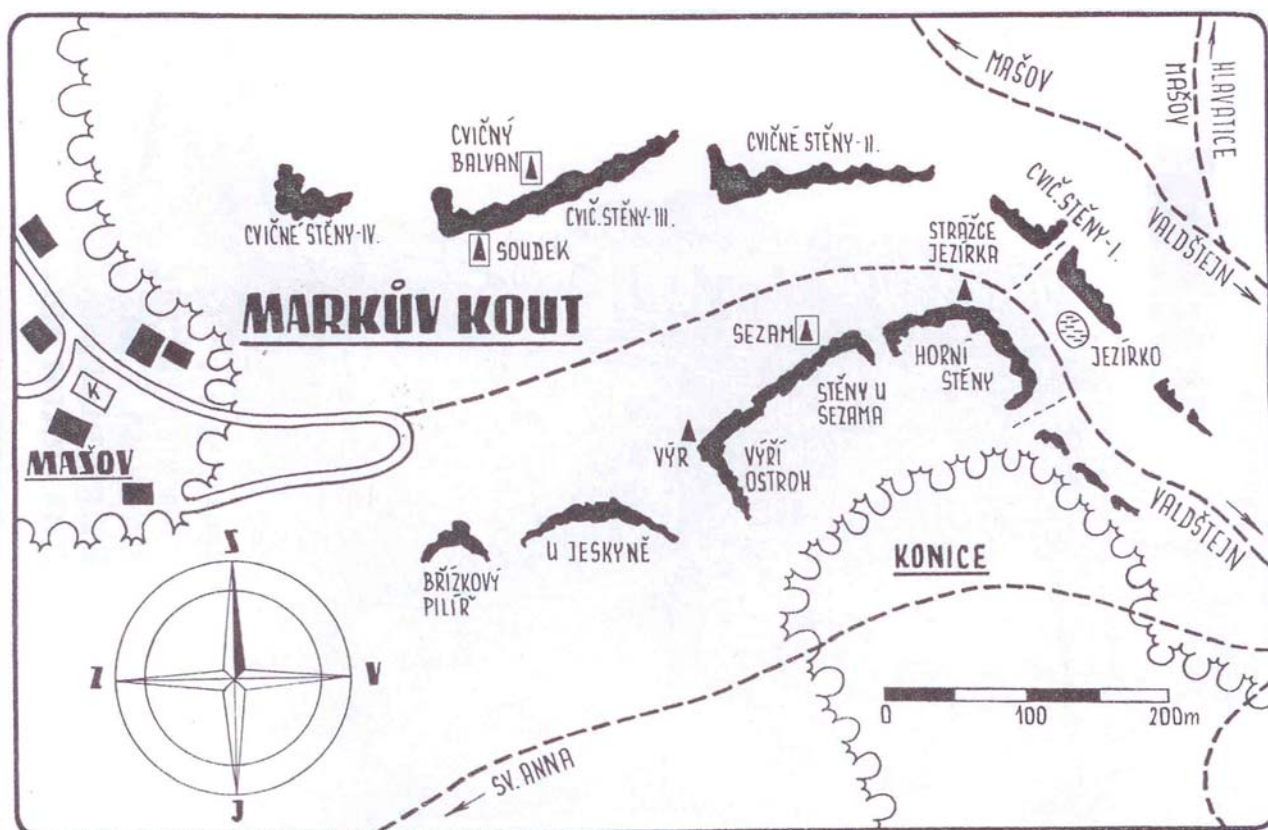 MAŠOV
HLAVATICE
MAŠOV
CVIČNÝ
BALVAN
CVIČNÉ STĚNY-II.
CVIČ. STĚNY-I.
CVIČ. STĚNY-III.
CVIČNÉ STĚNY-IV.
VALDŠTEJN
STRÁŽCE
JEZÍRKA
SOUDEK
MARKŮV KOUT
SEZAM
HORNÍ
STĚNY
JEZÍRKO
STĚNY U
SEZAMA
K
MAŠOV
VÝR
VÝŘÍ
OSTROH
VALDŠTEJN
U JESKYNĚ
KONICE
BŘÍZKOVÝ
PILÍŘ
S
Z
V
J
0
100
200m
SV. ANNA